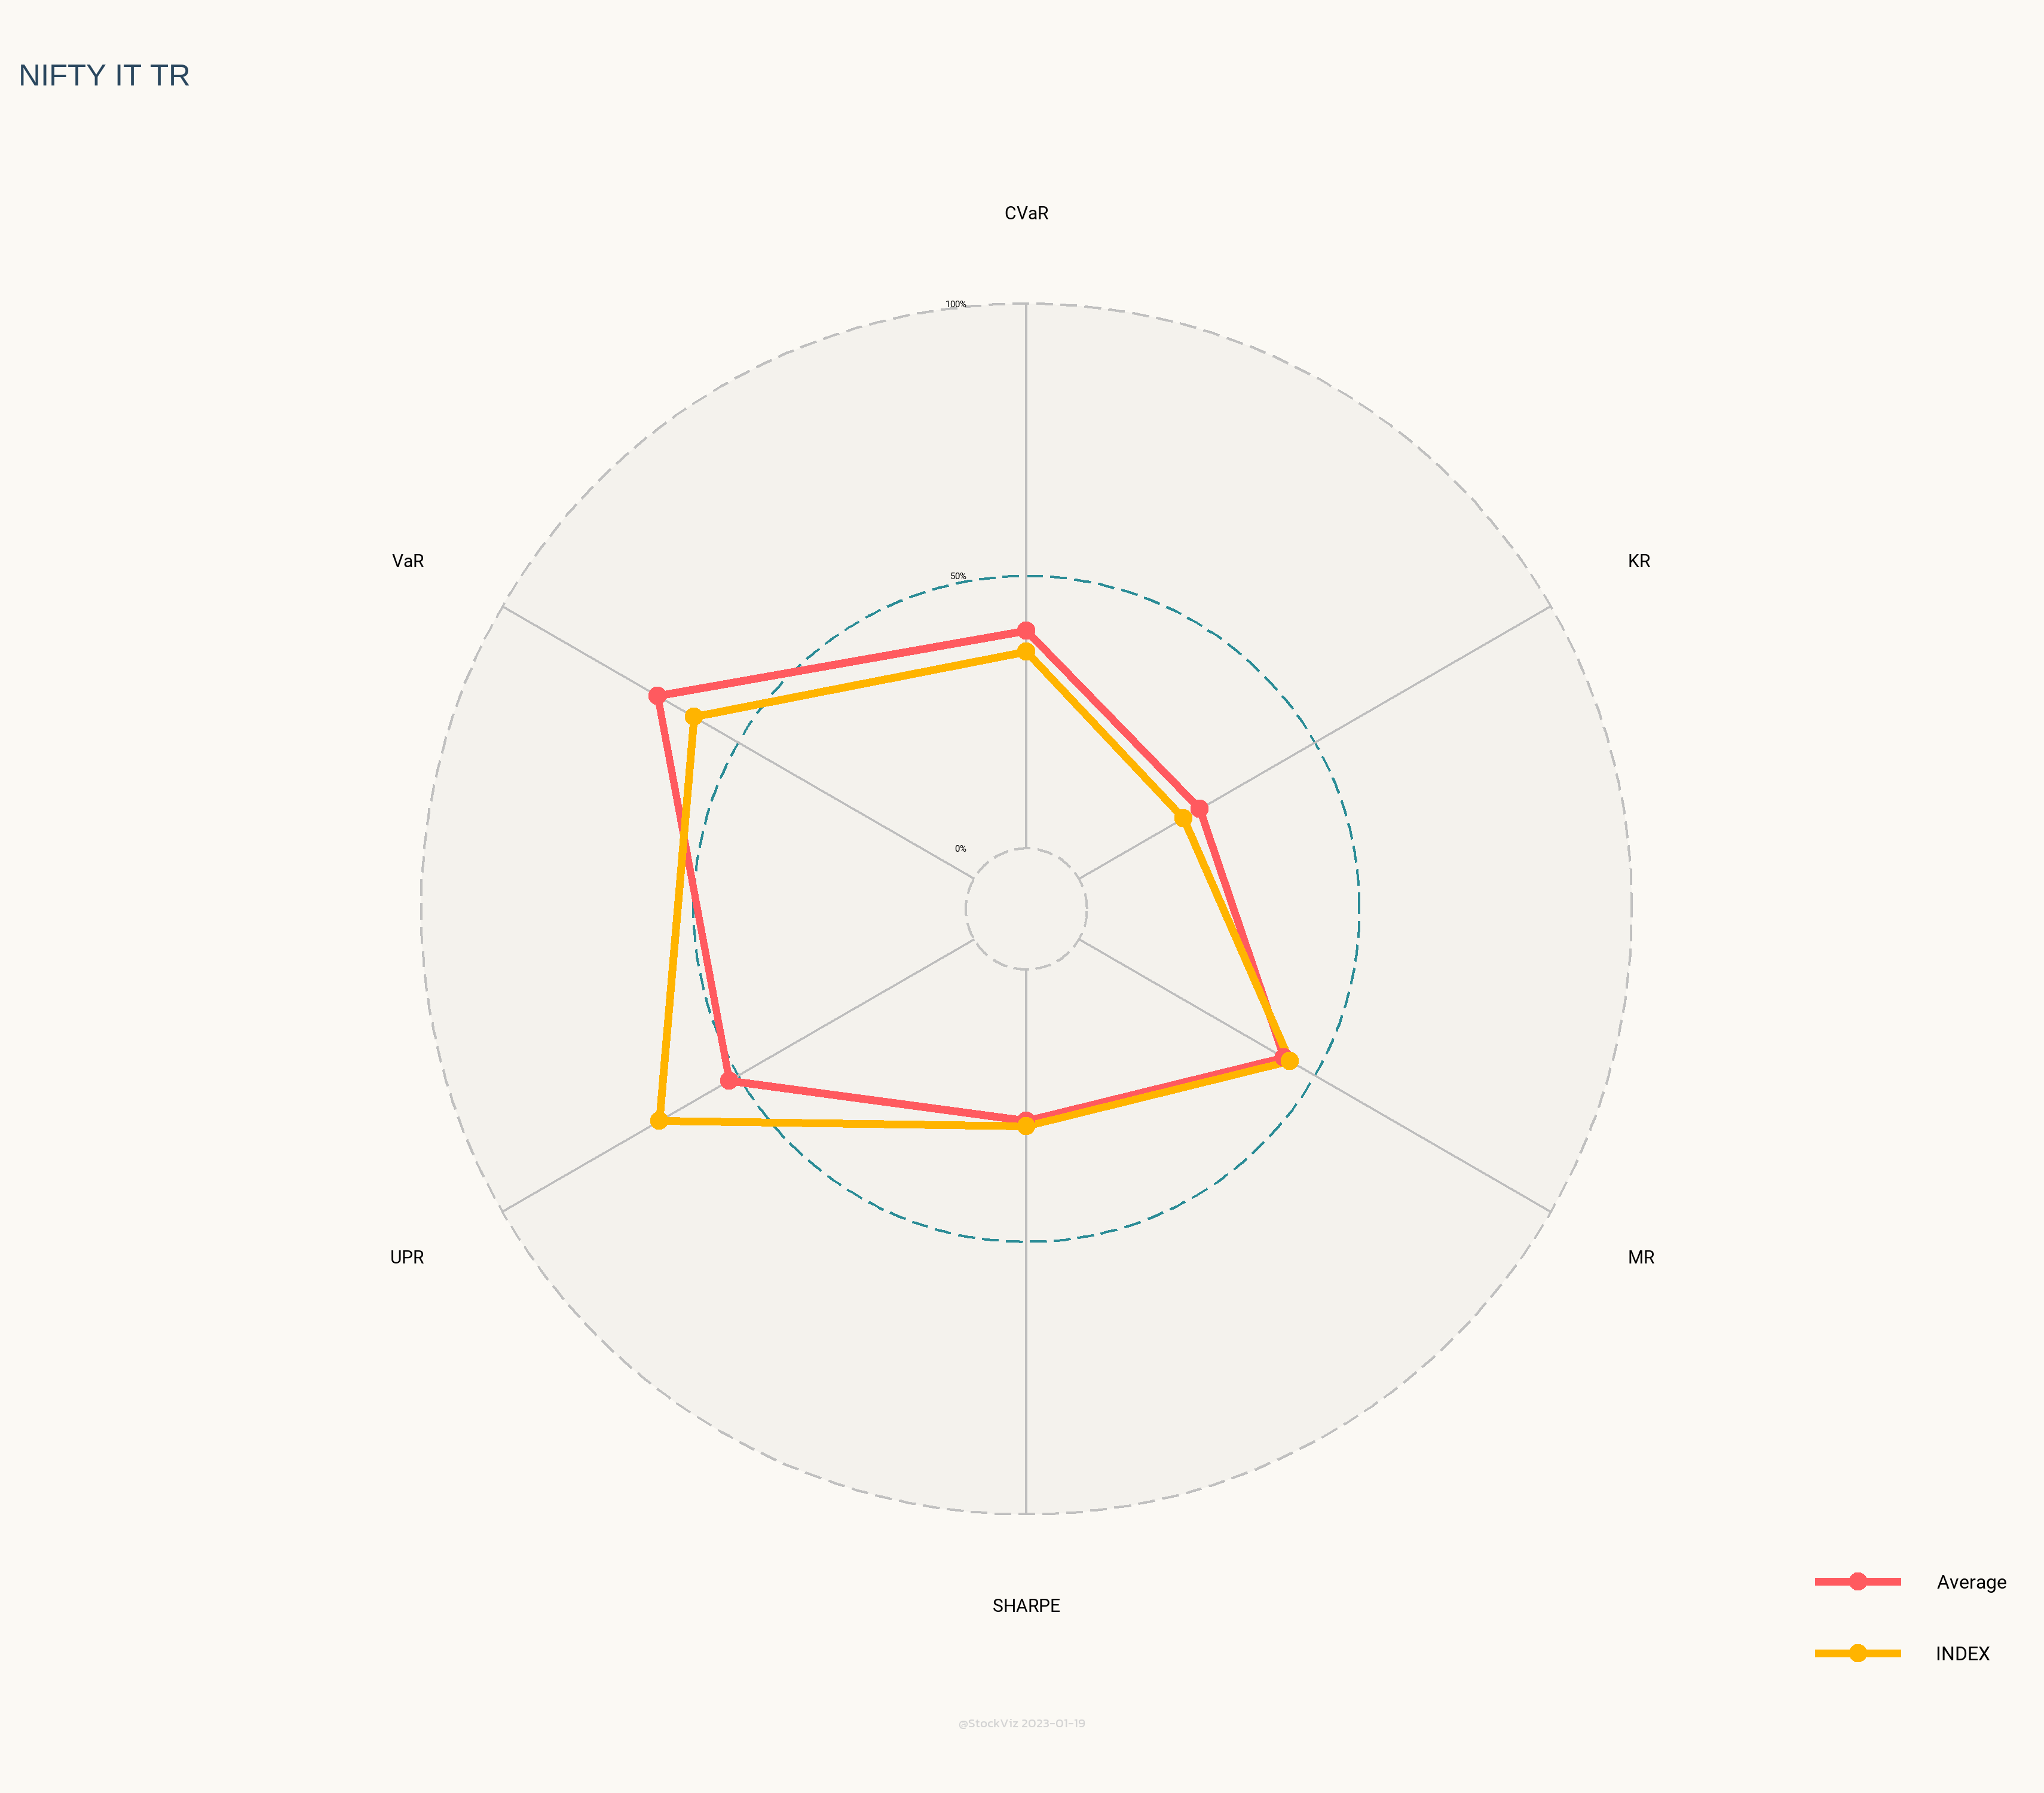 NIFTY IT TR
CVaR
100%
VaR
KR
50%
0%
UPR
MR
SHARPE
Average
INDEX
@StockViz 2023-01-19